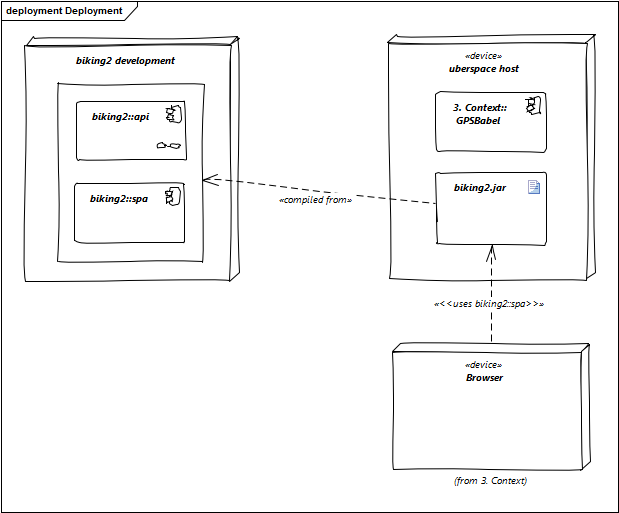 deployment Deployment
biking2 development
biking2::api
biking2::spa
«compiled from»
«device»
uberspace host
3. Context::
GPSBabel
biking2.jar
«<<uses biking2::spa>>»
«device»
Browser
(from 3. Context)